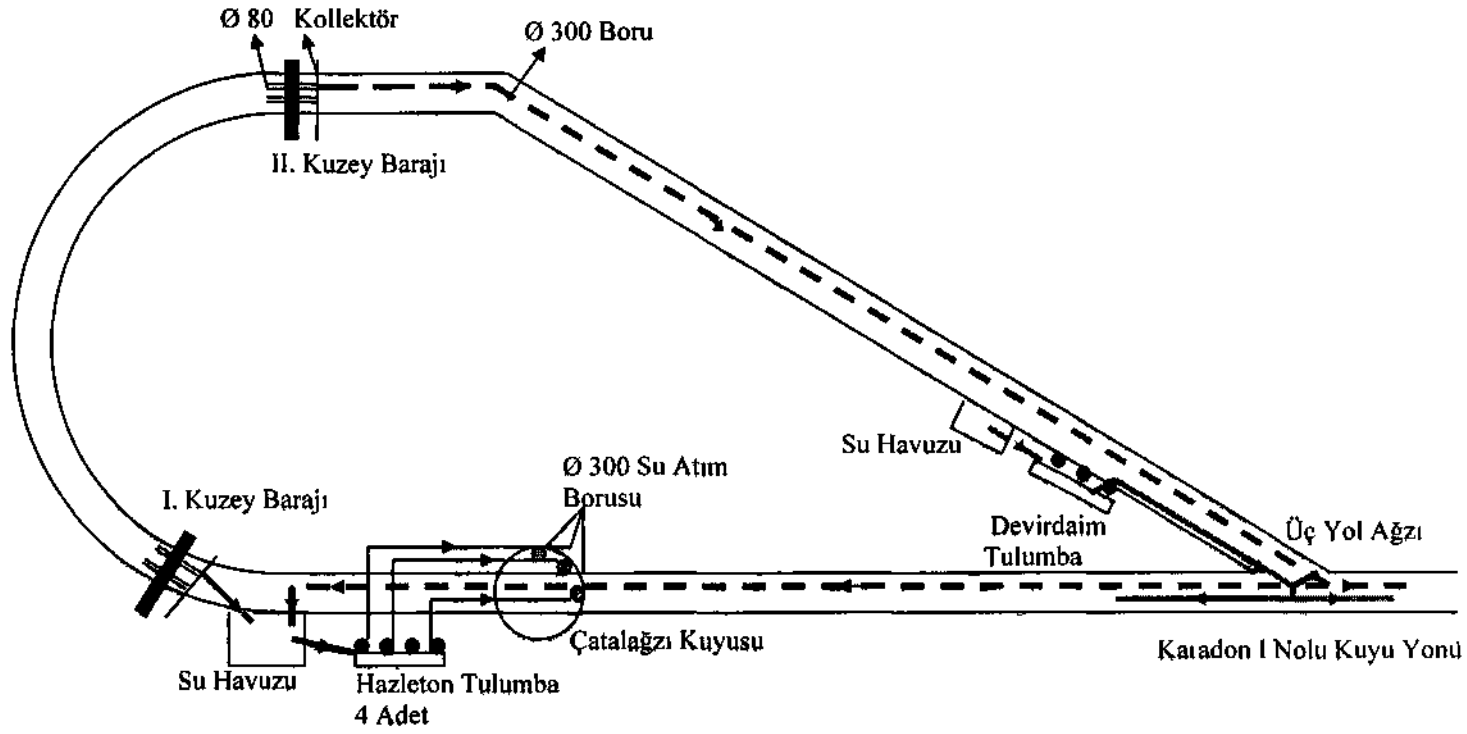 Ø 80 Kollektör
Ø 300 Boru
II. Kuzey Barajı
Su Havuzu
Ø 300 Su Atım
Borusu
I. Kuzey Barajı
Devirdaim
Tulumba
Üç Yol Ağzı
Çatalağzı Kuyusu
Karadon I Nolu Kuyu Yönü
Su Havuzu
Hazleton Tulumba
4 Adet